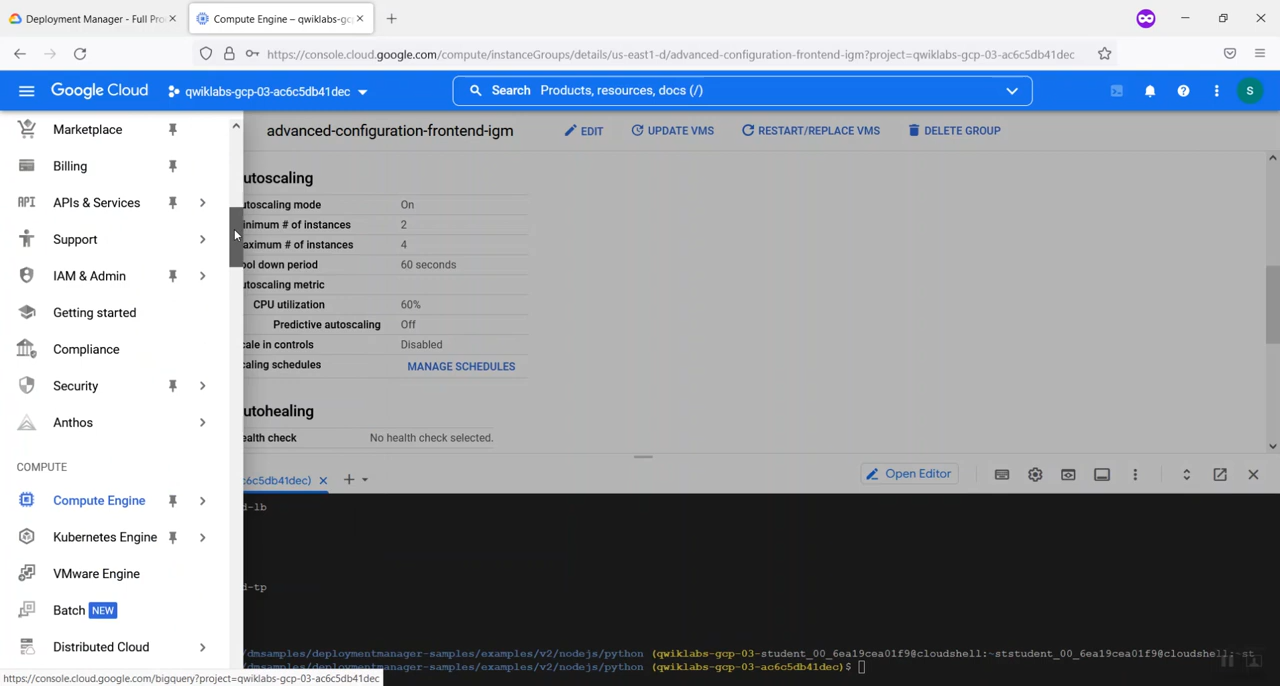 Deployment Manager - Full Pro
Compute Engine – qwiklabs-gc
https://console.cloud.google.com/compute/instanceGroups/details/us-east1-d/advanced-configuration-frontend-igm?project=qwiklabs-gcp-03-ac6c5db41dec
Google Cloud
qwiklabs-gcp-03-ac6c5db41dec
Search Products, resources, docs (/)
S
Marketplace
Billing
API APIs & Services
Support
IAM & Admin
Getting started
Compliance
Security
Anthos
COMPUTE
Compute Engine
Kubernetes Engine
VMware Engine
Batch NEW
Distributed Cloud
https://console.cloud.google.com/bigquery?project=qwiklabs-gcp-03-ac6c5db41dec
advanced-configuration-frontend-igm
EDIT
UPDATE VMS
RESTART/REPLACE VMS
DELETE GROUP
utoscaling
utoscaling mode On
inimum # of instances 2
aximum # of instances 4
ool down period 60 seconds
utoscaling metric
CPU utilization 60%
Predictive autoscaling Off
cale in controls Disabled
caling schedules MANAGE SCHEDULES
utohealing
ealth check No health check selected.
c6c5db41dec)
Open Editor
d-lb
d-tp
/dmsamples/deploymentmanager-samples/examples/v2/nodejs/python (qwiklabs-gcp-03-student_00_6ea19cea01f9@cloudshell:~ststudent_00_6ea19cea01f9@cloudshell:~st
/dmsamples/deploymentmanager-samples/examples/v2/nodejs/python (qwiklabs-gcp-03-ac6c5db41dec)$